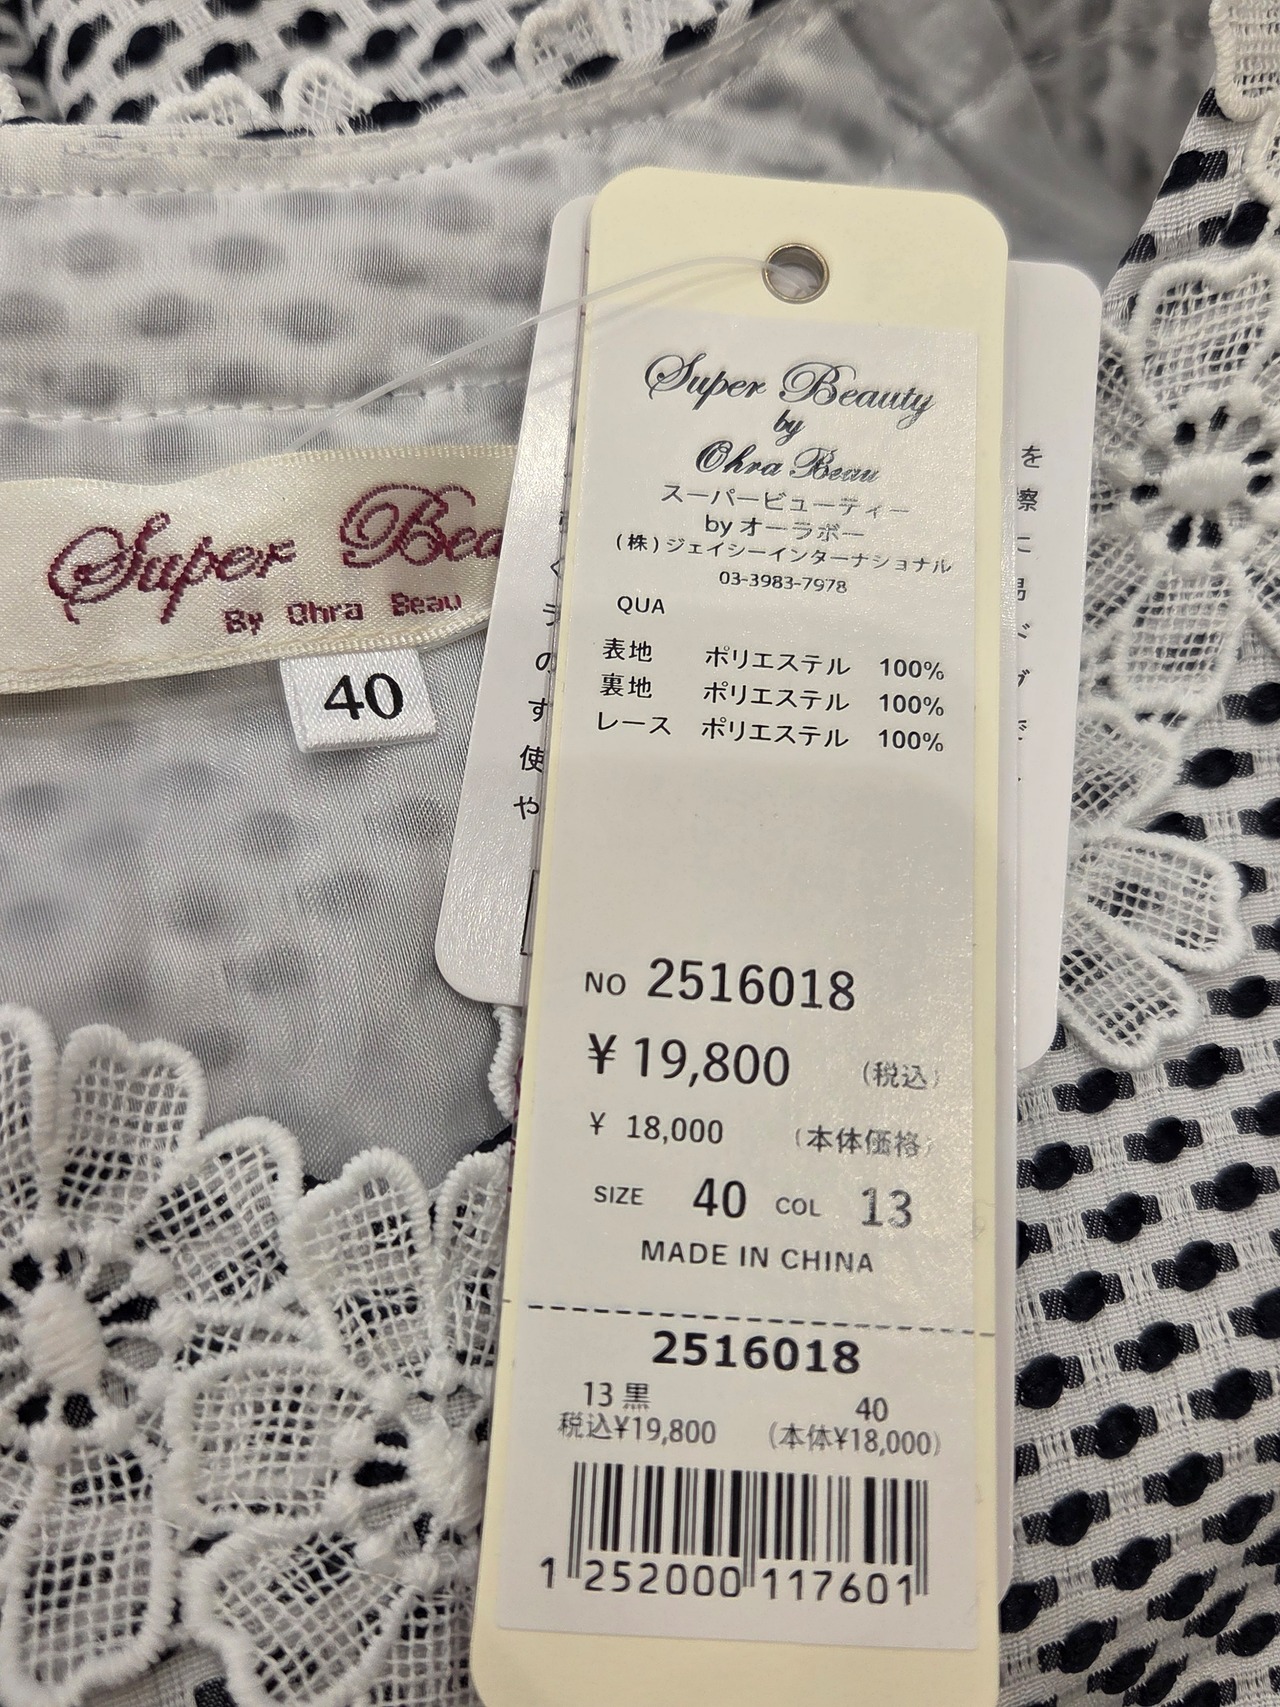 Super Beauty
by
Ohra Beau
スーパービューティー
by オーラボー
(株)ジェイシーインターナショナル
03-3983-7978
QUA
表地 ポリエステル 100%
裏地 ポリエステル 100%
レース ポリエステル 100%
NO 2516018
¥19,800 (税込)
¥ 18,000 (本体価格)
SIZE 40 COL 13
MADE IN CHINA
2516018
13 黒 40
税込¥19,800 (本体¥18,000)
1 252000 117601
Super Bea
By Ohra Beau
40
の
す
使
や
を
察
に